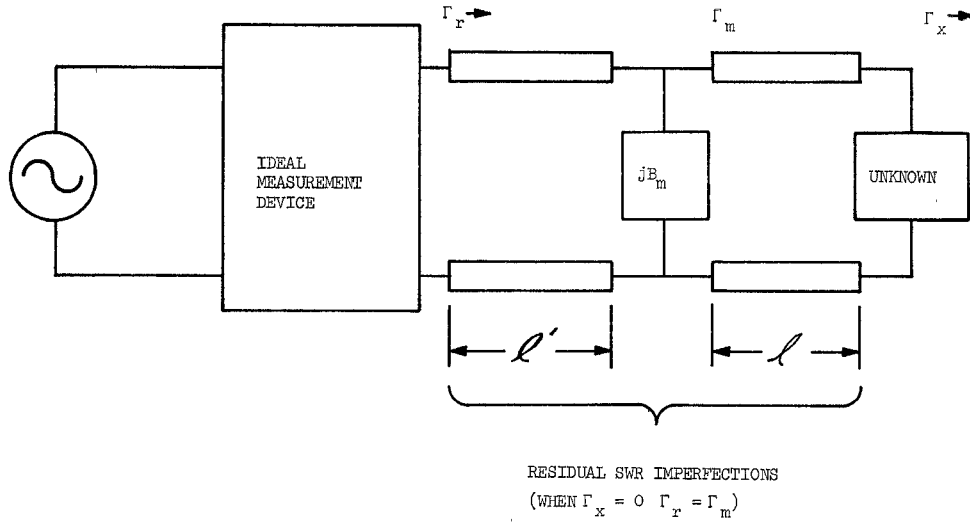 Γr → Γm Γx →
IDEAL
MEASUREMENT
DEVICE
jBm
UNKNOWN
ℓ′ ℓ
RESIDUAL SWR IMPERFECTIONS
(WHEN Γx = 0 Γr = Γm)